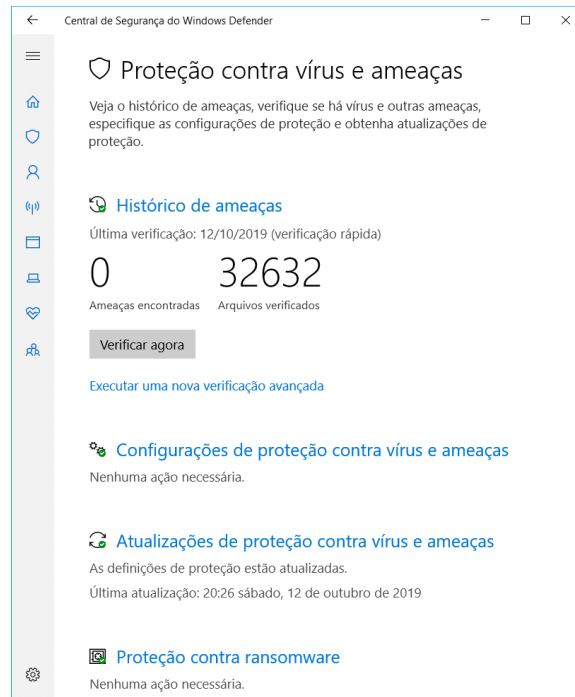 Central de Segurança do Windows Defender
Proteção contra vírus e ameaças
Veja o histórico de ameaças, verifique se há vírus e outras ameaças,
especifique as configurações de proteção e obtenha atualizações de
proteção.
Histórico de ameaças
Última verificação: 12/10/2019 (verificação rápida)
0 32632
Ameaças encontradas Arquivos verificados
Verificar agora
Executar uma nova verificação avançada
Configurações de proteção contra vírus e ameaças
Nenhuma ação necessária.
Atualizações de proteção contra vírus e ameaças
As definições de proteção estão atualizadas.
Última atualização: 20:26 sábado, 12 de outubro de 2019
Proteção contra ransomware
Nenhuma ação necessária.